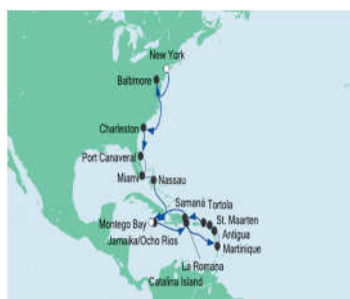 New York
Baltimore
Charleston
Port Canaveral
Miami
Nassau
Samaná Tortola
St. Maarten
Montego Bay
Antigua
Jamaika/Ocho Rios
Martinique
La Romana
Catalina Island